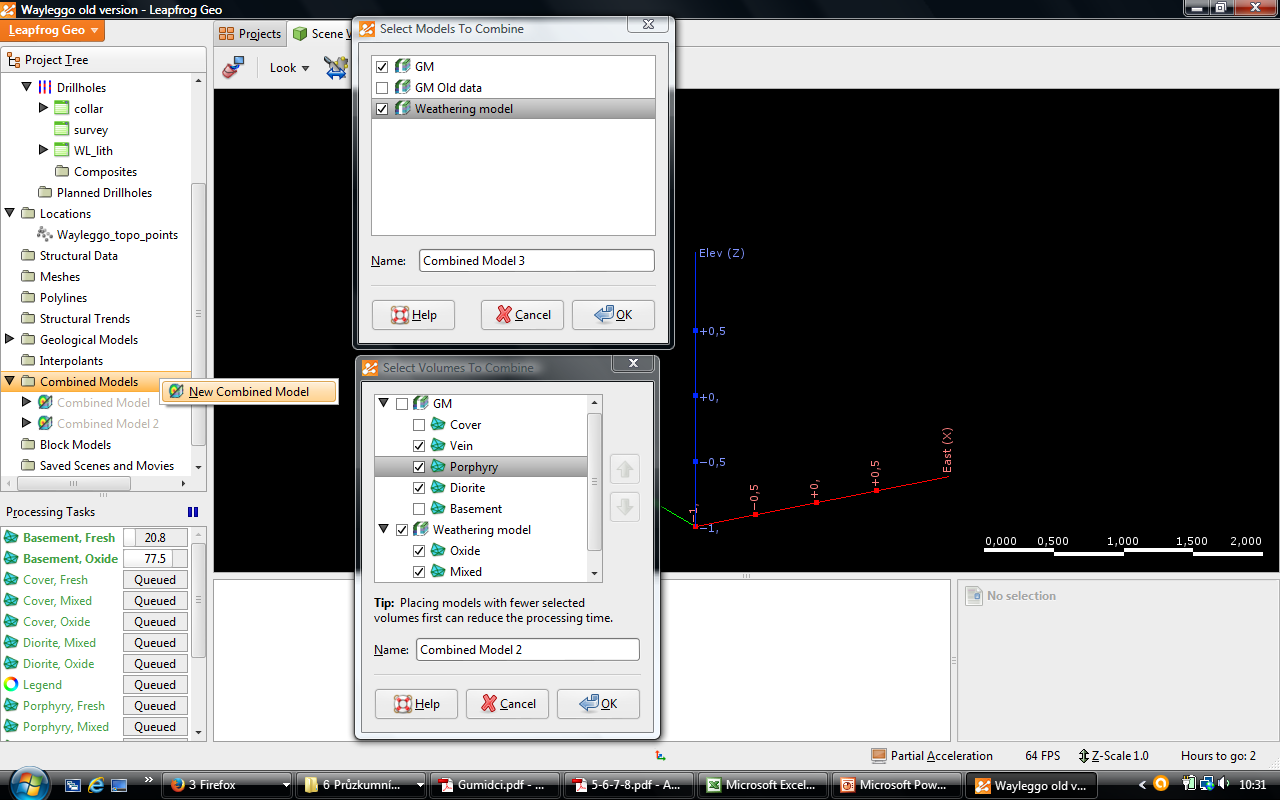 Wayleggo old version - Leapfrog Geo
Leapfrog Geo
Projects
Scene V
Project Tree
Look
Drillholes
collar
survey
WL_lith
Composites
Planned Drillholes
Locations
Wayleggo_topo_points
Structural Data
Meshes
Polylines
Structural Trends
Geological Models
Interpolants
Combined Models
New Combined Model
Combined Model
Combined Model 2
Block Models
Saved Scenes and Movies
Processing Tasks
Basement, Fresh 20.8
Basement, Oxide 77.5
Cover, Fresh Queued
Cover, Mixed Queued
Cover, Oxide Queued
Diorite, Mixed Queued
Diorite, Oxide Queued
Legend Queued
Porphyry, Fresh Queued
Porphyry, Mixed Queued
Select Models To Combine
GM
GM Old data
Weathering model
Name: Combined Model 3
Help Cancel OK
Select Volumes To Combine
GM
Cover
Vein
Porphyry
Diorite
Basement
Weathering model
Oxide
Mixed
Tip: Placing models with fewer selected
volumes first can reduce the processing time.
Name: Combined Model 2
Help Cancel OK
Elev (Z)
+0,5
+0,
-0,5
-1,
-1,
-0,5
+0,
+0,5
East (X)
0,000 0,500 1,000 1,500 2,000
No selection
Partial Acceleration 64 FPS Z-Scale 1.0 Hours to go: 2
3 Firefox
6 Průzkumní...
Gumidci.pdf - ...
5-6-7-8.pdf - A...
Microsoft Excel...
Microsoft Pow...
Wayleggo old v...
10:31